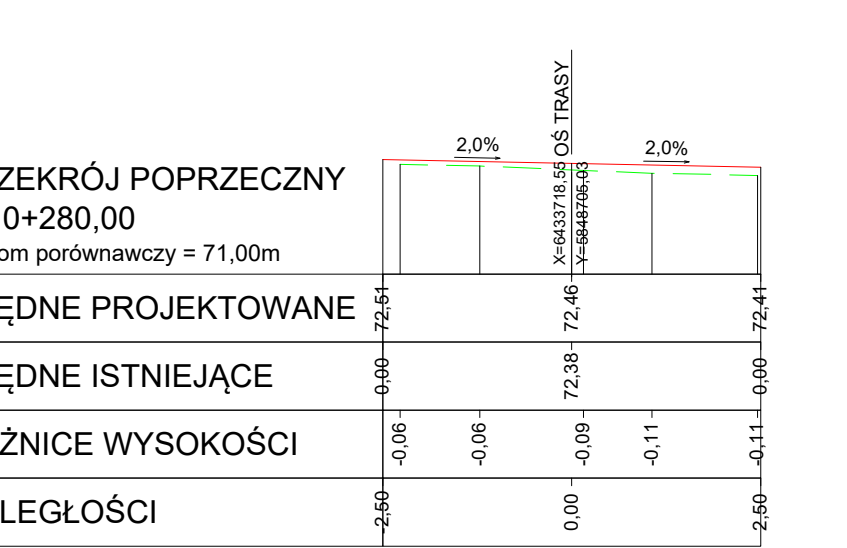 2,0%
2,0%
OŚ TRASY
X=6433718,55
Y=5848705,03
ZEKRÓJ POPRZECZNY
0+280,00
om porównawczy = 71,00m
ĘDNE PROJEKTOWANE 72,51 72,46 72,41
ĘDNE ISTNIEJĄCE 0,00 72,38 0,00
ŻNICE WYSOKOŚCI -0,06 -0,06 -0,09 -0,11 -0,11
LEGŁOŚCI -2,50 0,00 2,50